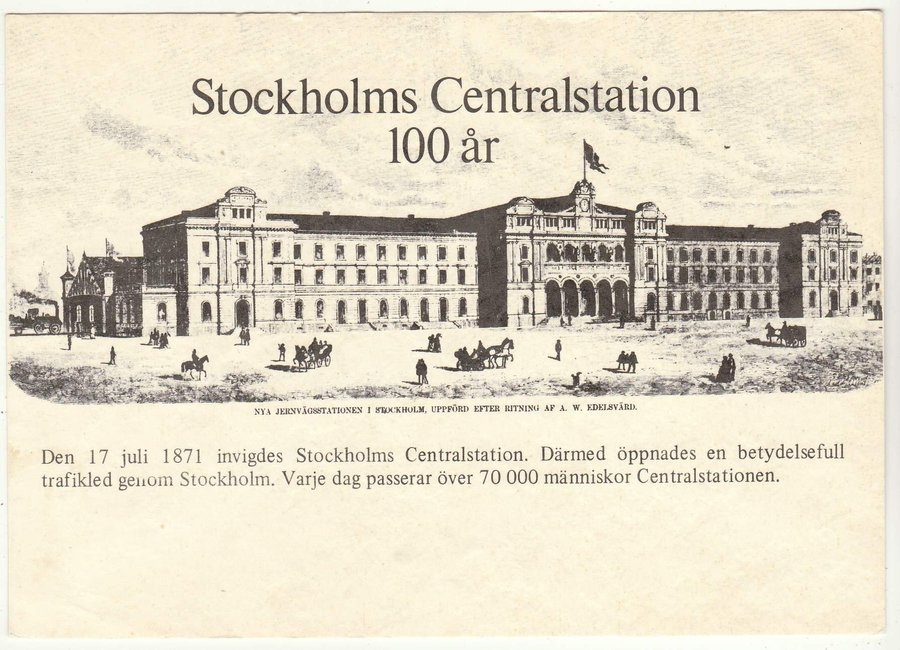 Stockholms Centralstation
100 år
NYA JERNVÄGSSTATIONEN I STOCKHOLM, UPPFÖRD EFTER RITNING AF A. W. EDELSVÄRD.
Den 17 juli 1871 invigdes Stockholms Centralstation. Därmed öppnades en betydelsefull
trafikled genom Stockholm. Varje dag passerar över 70 000 människor Centralstationen.